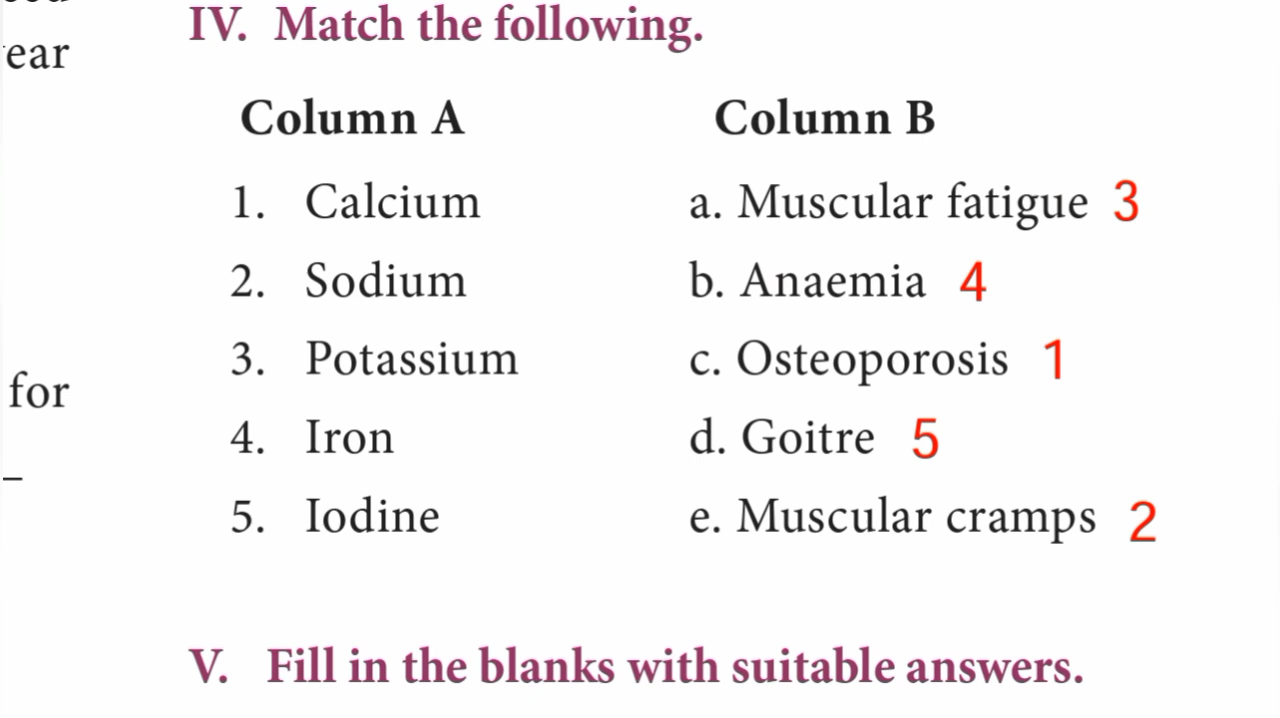 ear
IV. Match the following.
Column A Column B
1. Calcium a. Muscular fatigue 3
2. Sodium b. Anaemia 4
3. Potassium c. Osteoporosis 1
for
4. Iron d. Goitre 5
–
5. Iodine e. Muscular cramps 2
V. Fill in the blanks with suitable answers.